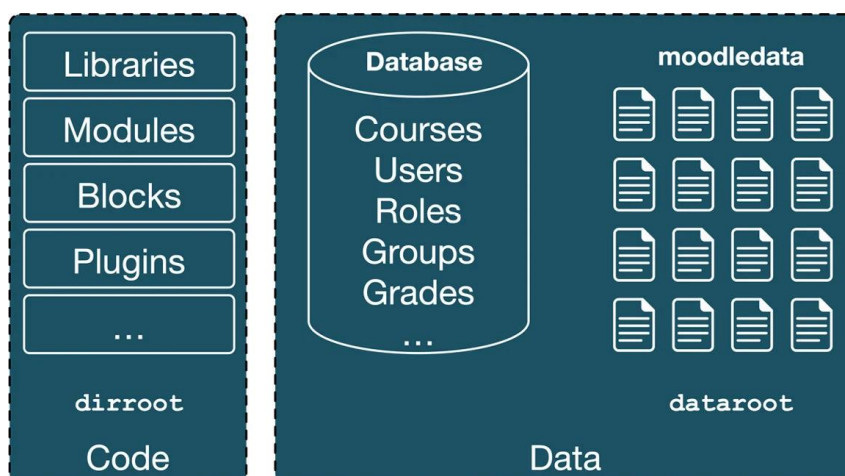 Libraries
Modules
Blocks
Plugins
...
dirroot
Code
Database
Courses
Users
Roles
Groups
Grades
...
moodledata
dataroot
Data